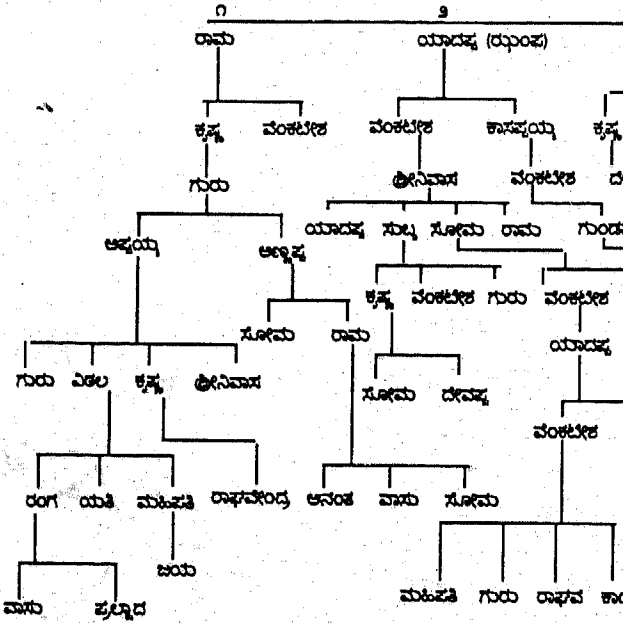 ೧ ೨
ರಾಮ ಯಾದಪ್ಪ (ಝಂಪ)
ಕೃಷ್ಣ ವೆಂಕಟೇಶ ವೆಂಕಟೇಶ ಕಾಸಪ್ಪಯ್ಯ ಕೃಷ್ಣ
ಗುರು ಶ್ರೀನಿವಾಸ ವೆಂಕಟೇಶ
ಅಪ್ಪಯ್ಯ ಅಣ್ಣಪ್ಪ ಯಾದಪ್ಪ ಸುಬ್ಬ ಸೋಮ ರಾಮ
ಕೃಷ್ಣ ವೆಂಕಟೇಶ ಗುರು ವೆಂಕಟೇಶ
ಸೋಮ ರಾಮ ಯಾದಪ್ಪ
ಗುರು ವಿಠಲ ಕೃಷ್ಣ ಶ್ರೀನಿವಾಸ ಸೋಮ ದೇವಪ್ಪ
ವೆಂಕಟೇಶ
ರಂಗ ಯತಿ ಮಹಿಪತಿ ರಾಘವೇಂದ್ರ ಅನಂತ ವಾಸು ಸೋಮ
ಜಯ
ಮಹಿಪತಿ ಗುರು ರಾಘವ
ವಾಸು ಪ್ರಲ್ಹಾದ